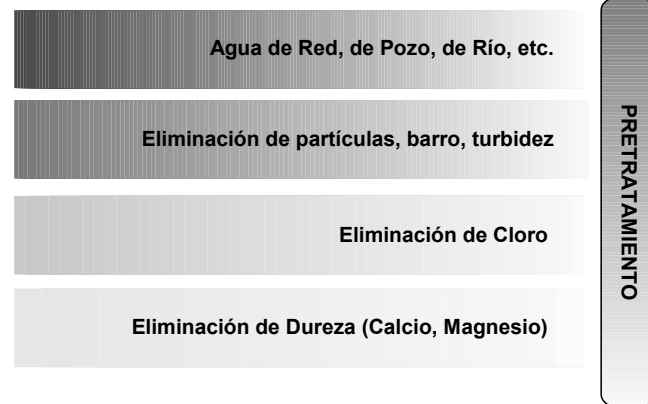 Agua de Red, de Pozo, de Río, etc.
Eliminación de partículas, barro, turbidez
Eliminación de Cloro
Eliminación de Dureza (Calcio, Magnesio)
PRETRATAMIENTO